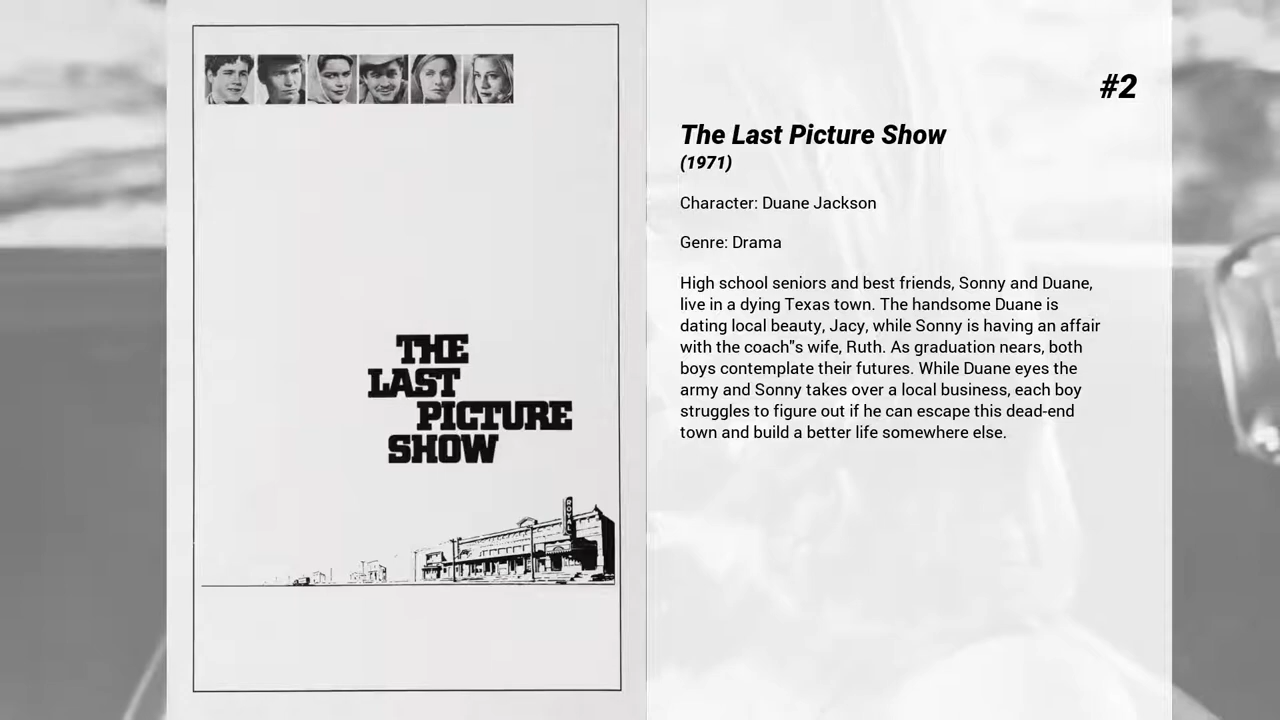 THE
LAST
PICTURE
SHOW
ROYAL
#2
The Last Picture Show
(1971)
Character: Duane Jackson
Genre: Drama
High school seniors and best friends, Sonny and Duane,
live in a dying Texas town. The handsome Duane is
dating local beauty, Jacy, while Sonny is having an affair
with the coach"s wife, Ruth. As graduation nears, both
boys contemplate their futures. While Duane eyes the
army and Sonny takes over a local business, each boy
struggles to figure out if he can escape this dead-end
town and build a better life somewhere else.